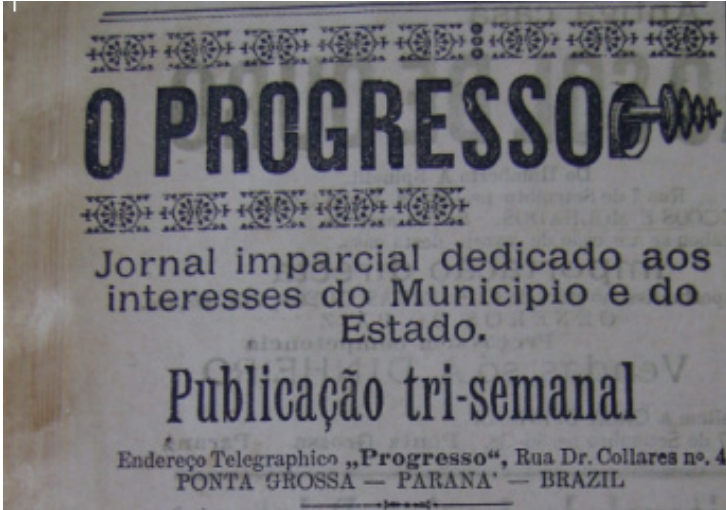 O PROGRESSO
Jornal imparcial dedicado aos
interesses do Municipio e do
Estado.
Publicação tri-semanal
Endereço Telegraphico „Progresso“, Rua Dr. Collares nº. 4
PONTA GROSSA — PARANA' — BRAZIL